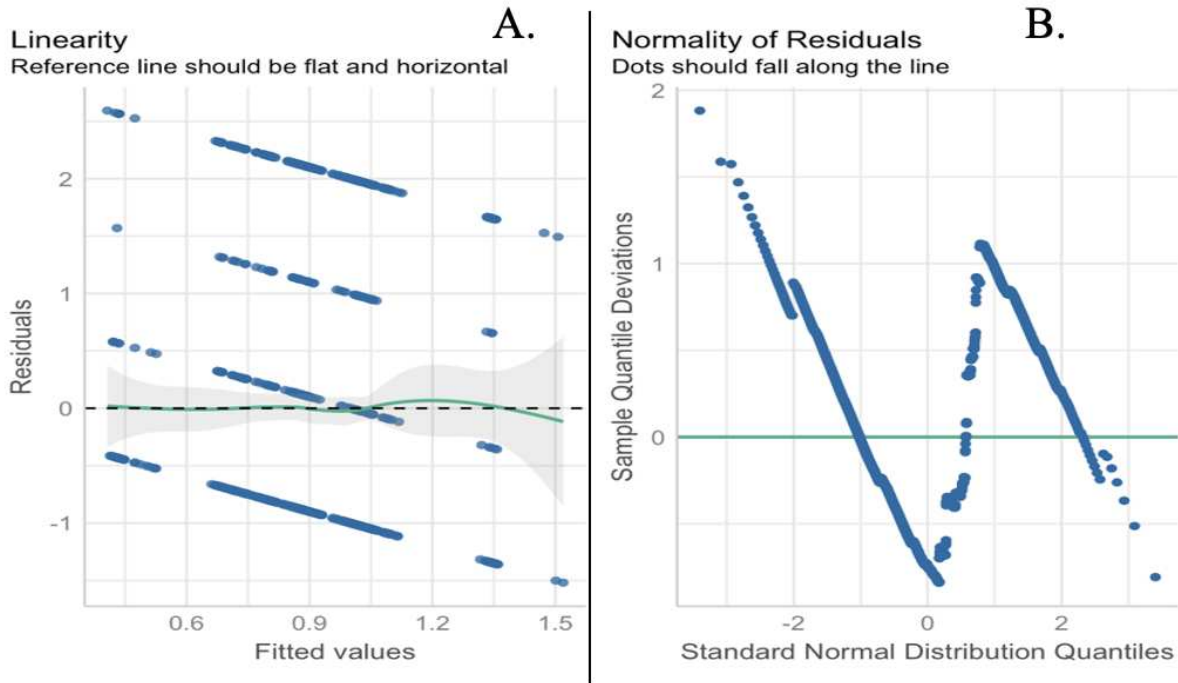 A.
Linearity
Reference line should be flat and horizontal
Residuals
2
1
0
-1
0.6
0.9
1.2
1.5
Fitted values
B.
Normality of Residuals
Dots should fall along the line
Sample Quantile Deviations
2
1
0
-2
0
2
Standard Normal Distribution Quantiles